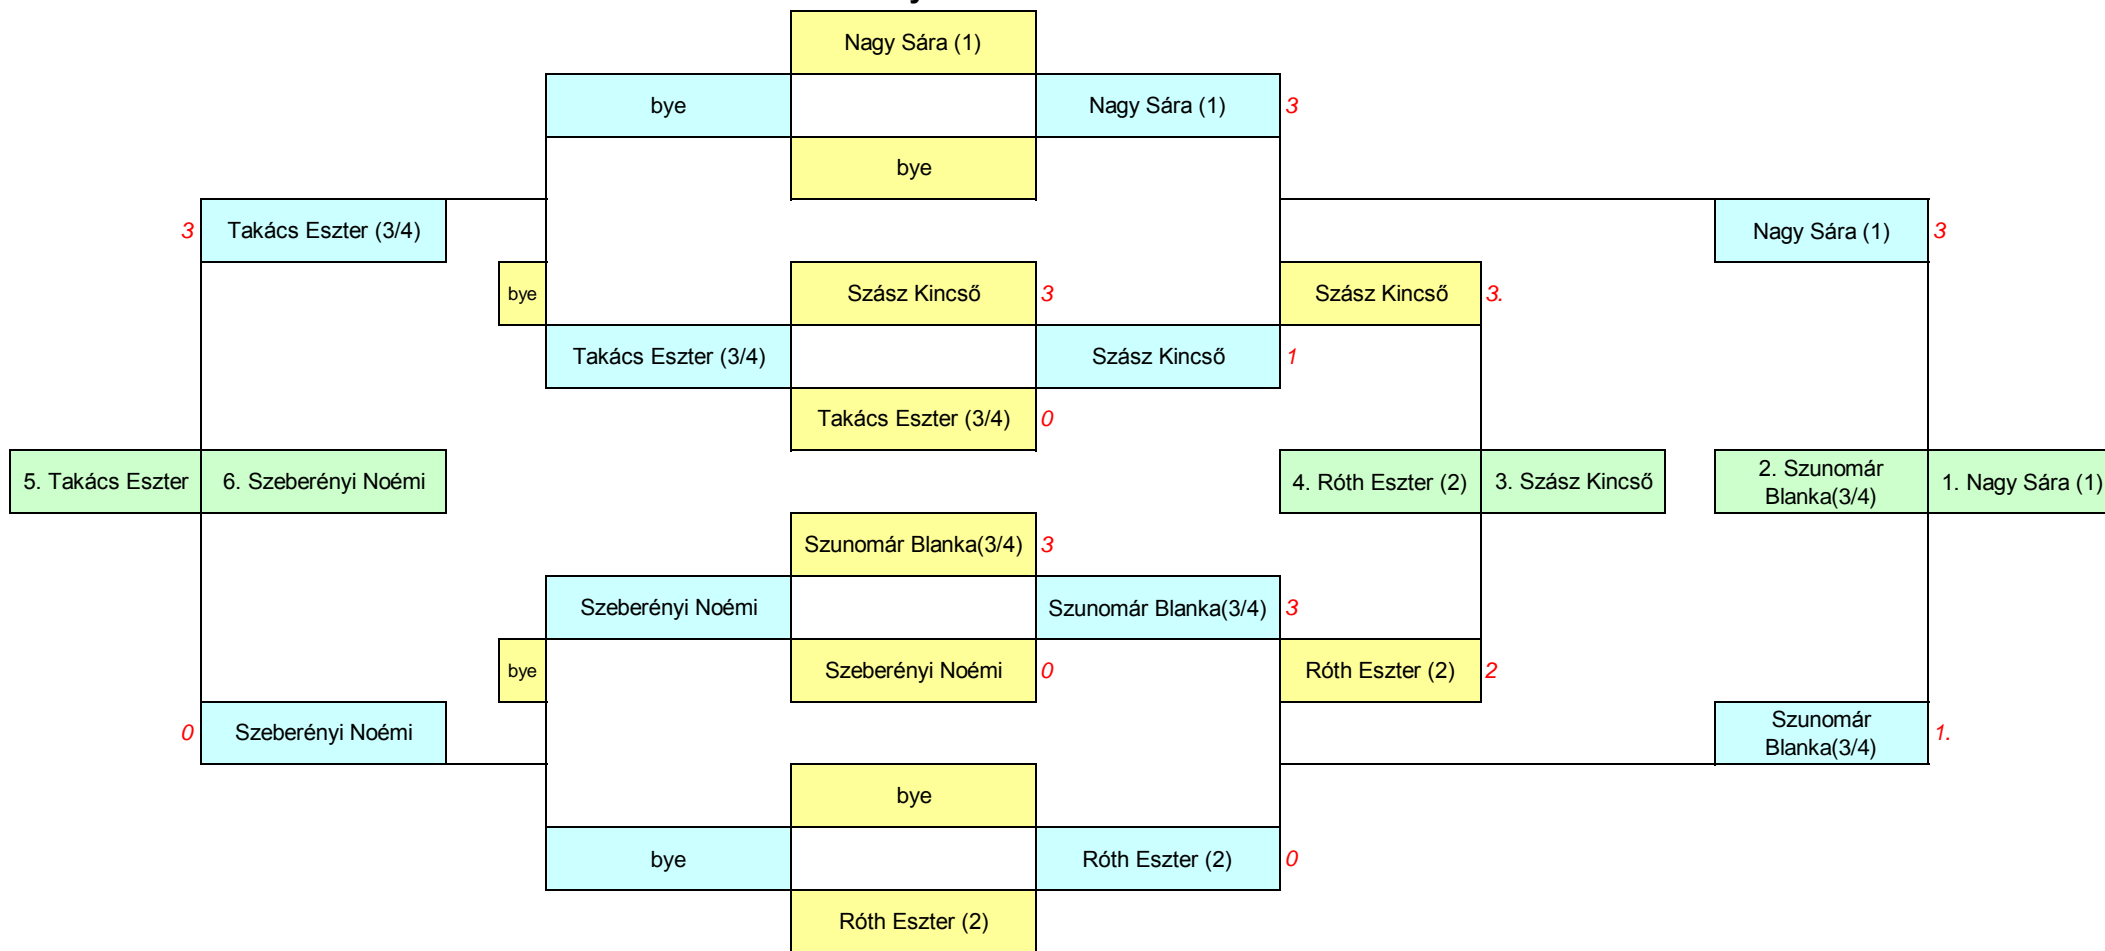 Nagy Sára (1)
bye
Nagy Sára (1)
3
bye
3
Takács Eszter (3/4)
Nagy Sára (1)
3
bye
Szász Kincső
3
Szász Kincső
3.
Takács Eszter (3/4)
Szász Kincső
1
Takács Eszter (3/4)
0
5. Takács Eszter
6. Szeberényi Noémi
4. Róth Eszter (2)
3. Szász Kincső
2. Szunomár
Blanka(3/4)
1. Nagy Sára (1)
Szunomár Blanka(3/4)
3
Szeberényi Noémi
Szunomár Blanka(3/4)
3
bye
Szeberényi Noémi
0
Róth Eszter (2)
2
0
Szeberényi Noémi
Szunomár
Blanka(3/4)
1.
bye
bye
Róth Eszter (2)
0
Róth Eszter (2)